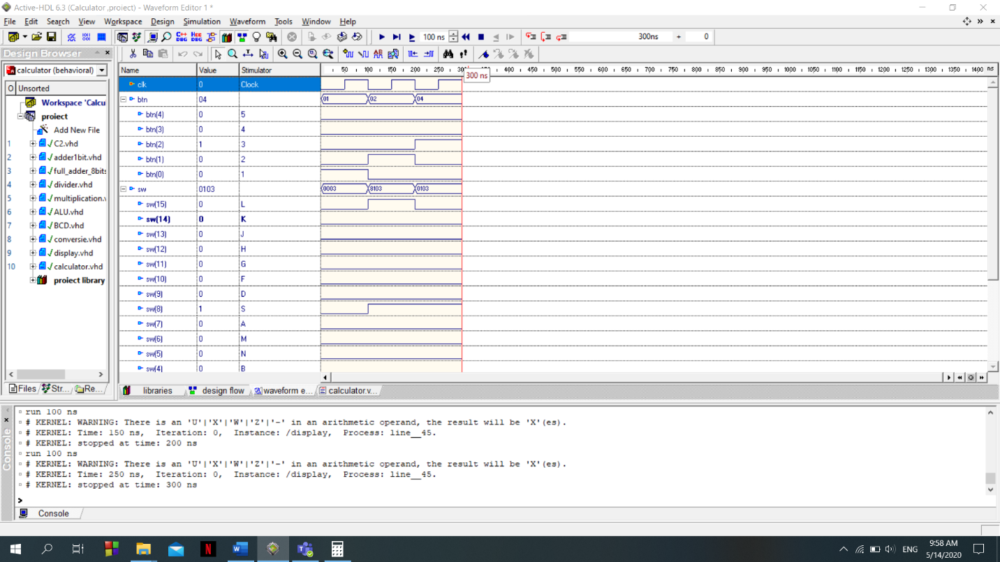 Active-HDL 6.3 (Calculator ,proiect) - Waveform Editor 1 *
File Edit Search View Workspace Design Simulation Waveform Tools Window Help
C++ DBG HEC DBG 100 ns 300ns + 0
Design Browser
calculator (behavioral) Name Value Stimulator 50 100 150 200 250 300 ns 350 400 450 500 550 600 650 700 750 800 850 900 950 1000 1050 1100 1150 1200 1250 1300 1350 1400 ns
O Unsorted
Workspace 'Calcu
proiect
Add New File
1 C2.vhd
2 adder1bit.vhd
3 full_adder_8bits
4 divider.vhd
5 multiplication.v
6 ALU.vhd
7 BCD.vhd
8 conversie.vhd
9 display.vhd
10 calculator.vhd
proiect library
clk 0 Clock
btn 04 01 02 04
btn(4) 0 5
btn(3) 0 4
btn(2) 1 3
btn(1) 0 2
btn(0) 0 1
sw 0103 0003 8103 0103
sw(15) 0 L
sw(14) 0 K
sw(13) 0 J
sw(12) 0 H
sw(11) 0 G
sw(10) 0 F
sw(9) 0 D
sw(8) 1 S
sw(7) 0 A
sw(6) 0 M
sw(5) 0 N
sw(4) 0 B
Files Str... Re... libraries design flow waveform e... calculator.v...
run 100 ns
# KERNEL: WARNING: There is an 'U'|'X'|'W'|'Z'|'-' in an arithmetic operand, the result will be 'X'(es).
# KERNEL: Time: 150 ns, Iteration: 0, Instance: /display, Process: line__45.
# KERNEL: stopped at time: 200 ns
run 100 ns
# KERNEL: WARNING: There is an 'U'|'X'|'W'|'Z'|'-' in an arithmetic operand, the result will be 'X'(es).
# KERNEL: Time: 250 ns, Iteration: 0, Instance: /display, Process: line__45.
# KERNEL: stopped at time: 300 ns
>
Console
Console
ENG 9:58 AM
5/14/2020